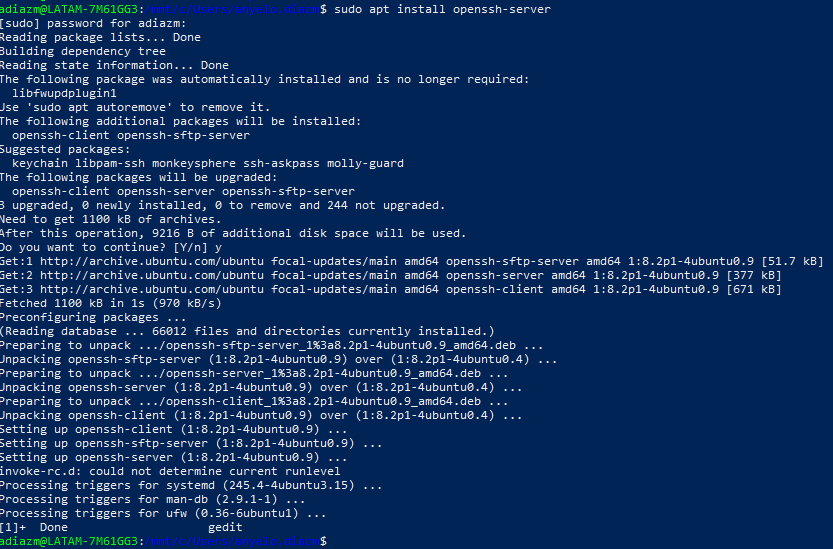 adiazm@LATAM-7M61GG3:$ sudo apt install openssh-server
[sudo] password for adiazm:
Reading package lists... Done
Building dependency tree
Reading state information... Done
The following package was automatically installed and is no longer required:
  libfwupdplugin1
Use 'sudo apt autoremove' to remove it.
The following additional packages will be installed:
  openssh-client openssh-sftp-server
Suggested packages:
  keychain libpam-ssh monkeysphere ssh-askpass molly-guard
The following packages will be upgraded:
  openssh-client openssh-server openssh-sftp-server
3 upgraded, 0 newly installed, 0 to remove and 244 not upgraded.
Need to get 1100 kB of archives.
After this operation, 9216 B of additional disk space will be used.
Do you want to continue? [Y/n] y
Get:1 http://archive.ubuntu.com/ubuntu focal-updates/main amd64 openssh-sftp-server amd64 1:8.2p1-4ubuntu0.9 [51.7 kB]
Get:2 http://archive.ubuntu.com/ubuntu focal-updates/main amd64 openssh-server amd64 1:8.2p1-4ubuntu0.9 [377 kB]
Get:3 http://archive.ubuntu.com/ubuntu focal-updates/main amd64 openssh-client amd64 1:8.2p1-4ubuntu0.9 [671 kB]
Fetched 1100 kB in 1s (970 kB/s)
Preconfiguring packages ...
(Reading database ... 66012 files and directories currently installed.)
Preparing to unpack .../openssh-sftp-server_1%3a8.2p1-4ubuntu0.9_amd64.deb ...
Unpacking openssh-sftp-server (1:8.2p1-4ubuntu0.9) over (1:8.2p1-4ubuntu0.4) ...
Preparing to unpack .../openssh-server_1%3a8.2p1-4ubuntu0.9_amd64.deb ...
Unpacking openssh-server (1:8.2p1-4ubuntu0.9) over (1:8.2p1-4ubuntu0.4) ...
Preparing to unpack .../openssh-client_1%3a8.2p1-4ubuntu0.9_amd64.deb ...
Unpacking openssh-client (1:8.2p1-4ubuntu0.9) over (1:8.2p1-4ubuntu0.4) ...
Setting up openssh-client (1:8.2p1-4ubuntu0.9) ...
Setting up openssh-sftp-server (1:8.2p1-4ubuntu0.9) ...
Setting up openssh-server (1:8.2p1-4ubuntu0.9) ...
invoke-rc.d: could not determine current runlevel
Processing triggers for systemd (245.4-4ubuntu3.15) ...
Processing triggers for man-db (2.9.1-1) ...
Processing triggers for ufw (0.36-6ubuntu1) ...
[1]+  Done                    gedit
adiazm@LATAM-7M61GG3:$